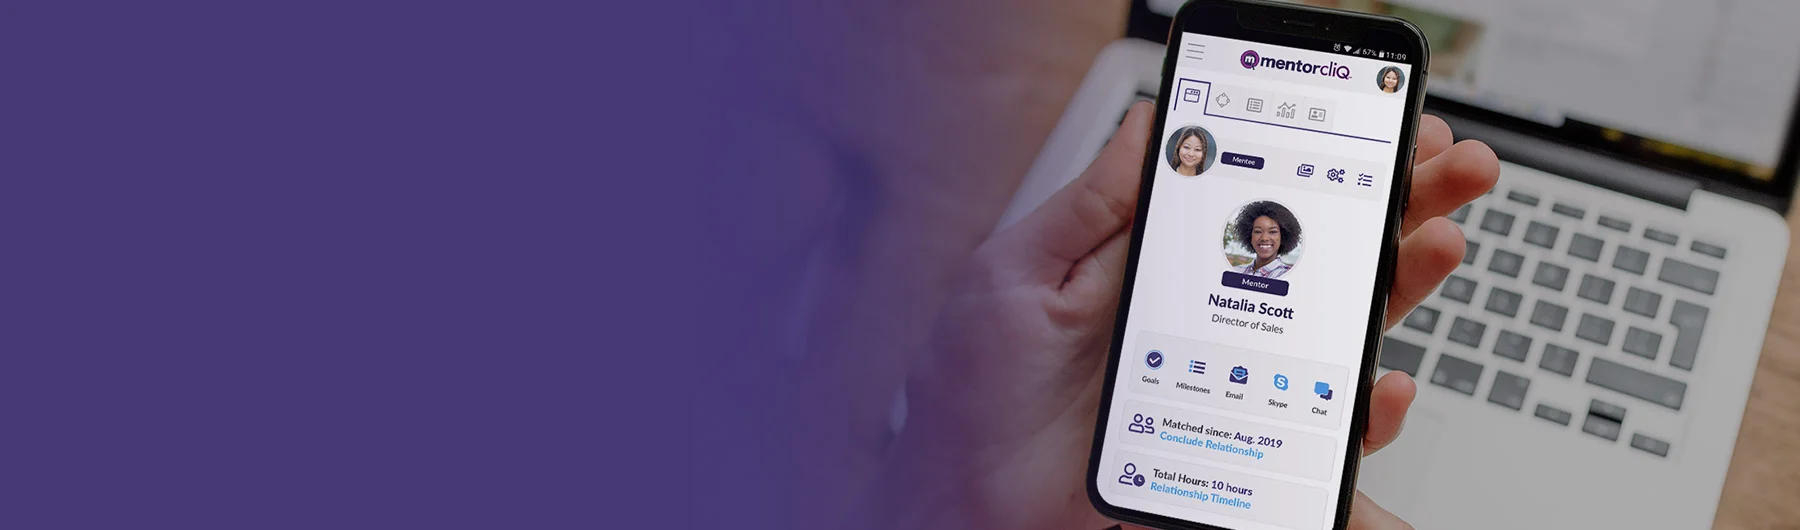 67% 11:09
mentorcliQ
Mentee
Mentor
Natalia Scott
Director of Sales
Goals Milestones Email Skype Chat
Matched since: Aug. 2019
Conclude Relationship
Total Hours: 10 hours
Relationship Timeline